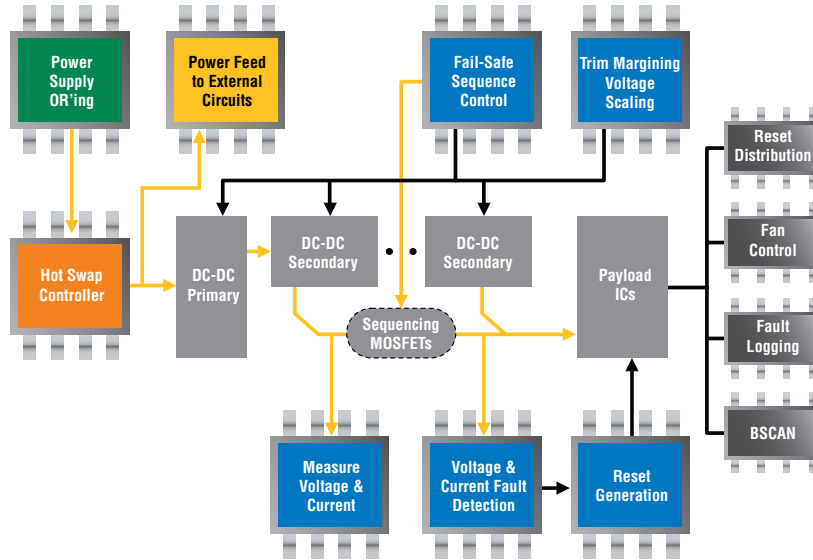 Power
Supply
OR'ing
Power Feed
to External
Circuits
Fail-Safe
Sequence
Control
Trim Margining
Voltage
Scaling
Reset
Distribution
Fan
Control
Fault
Logging
BSCAN
Hot Swap
Controller
DC-DC
Primary
DC-DC
Secondary
DC-DC
Secondary
Payload
ICs
Sequencing
MOSFETs
Measure
Voltage &
Current
Voltage &
Current Fault
Detection
Reset
Generation